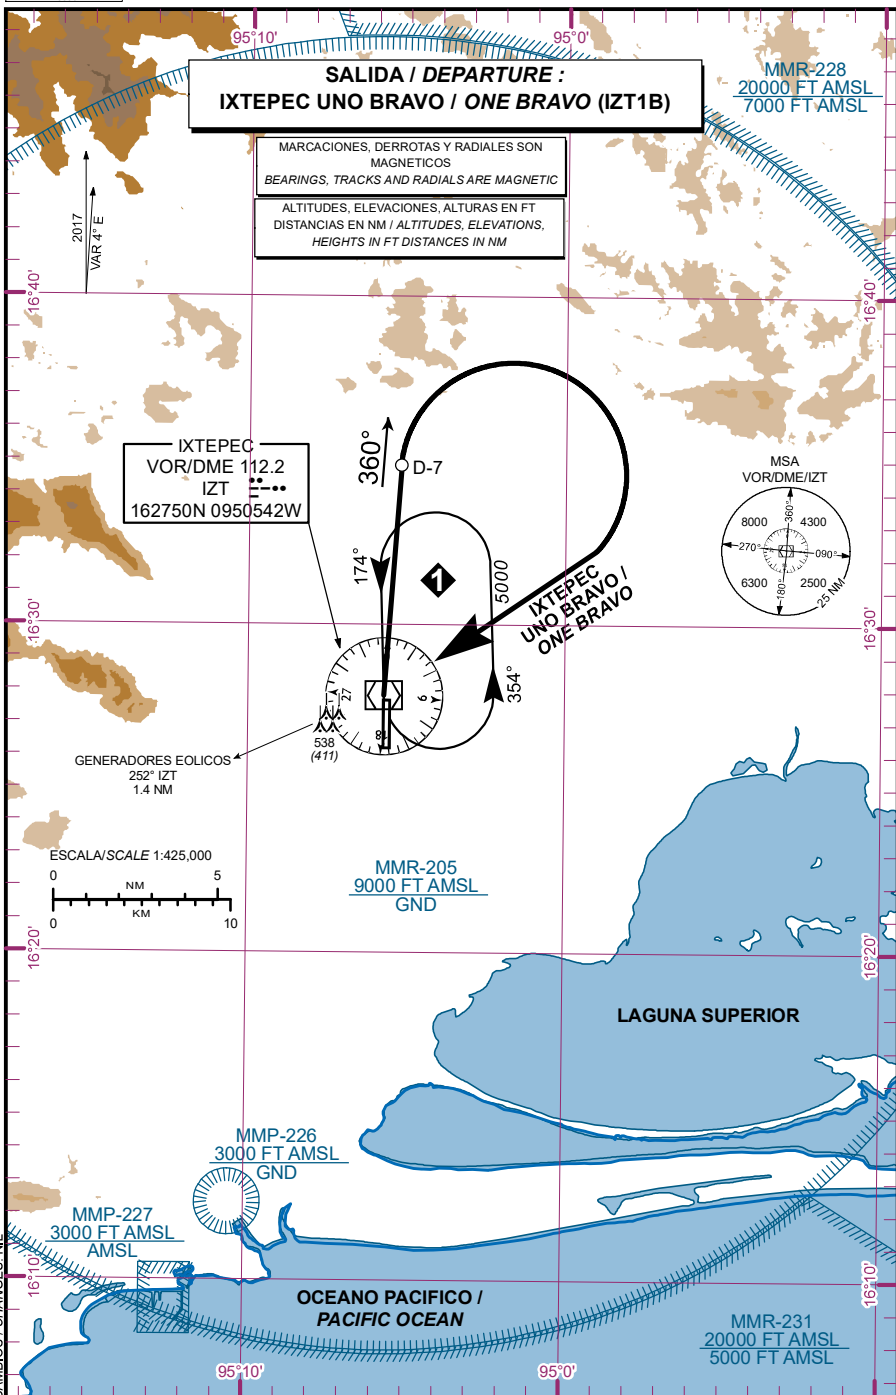 95°10'
95°0'
SALIDA / DEPARTURE :
IXTEPEC UNO BRAVO / ONE BRAVO (IZT1B)
MMR-228
20000 FT AMSL
7000 FT AMSL
MARCACIONES, DERROTAS Y RADIALES SON
MAGNETICOS
BEARINGS, TRACKS AND RADIALS ARE MAGNETIC
ALTITUDES, ELEVACIONES, ALTURAS EN FT
DISTANCIAS EN NM / ALTITUDES, ELEVATIONS,
HEIGHTS IN FT DISTANCES IN NM
2017
VAR 4° E
16°40'
16°40'
IXTEPEC
VOR/DME 112.2
IZT
162750N 0950542W
360°
D-7
MSA
VOR/DME/IZT
8000
4300
360°
270°
090°
6300
2500
180°
25 NM
174°
1
5000
IXTEPEC
UNO BRAVO /
ONE BRAVO
16°30'
16°30'
354°
27
9
18
538
(411)
GENERADORES EOLICOS
252° IZT
1.4 NM
ESCALA/SCALE 1:425,000
0
5
NM
KM
0
10
MMR-205
9000 FT AMSL
GND
16°20'
16°20'
LAGUNA SUPERIOR
MMP-226
3000 FT AMSL
GND
MMP-227
3000 FT AMSL
AMSL
16°10'
16°10'
OCEANO PACIFICO /
PACIFIC OCEAN
MMR-231
20000 FT AMSL
5000 FT AMSL
95°10'
95°0'